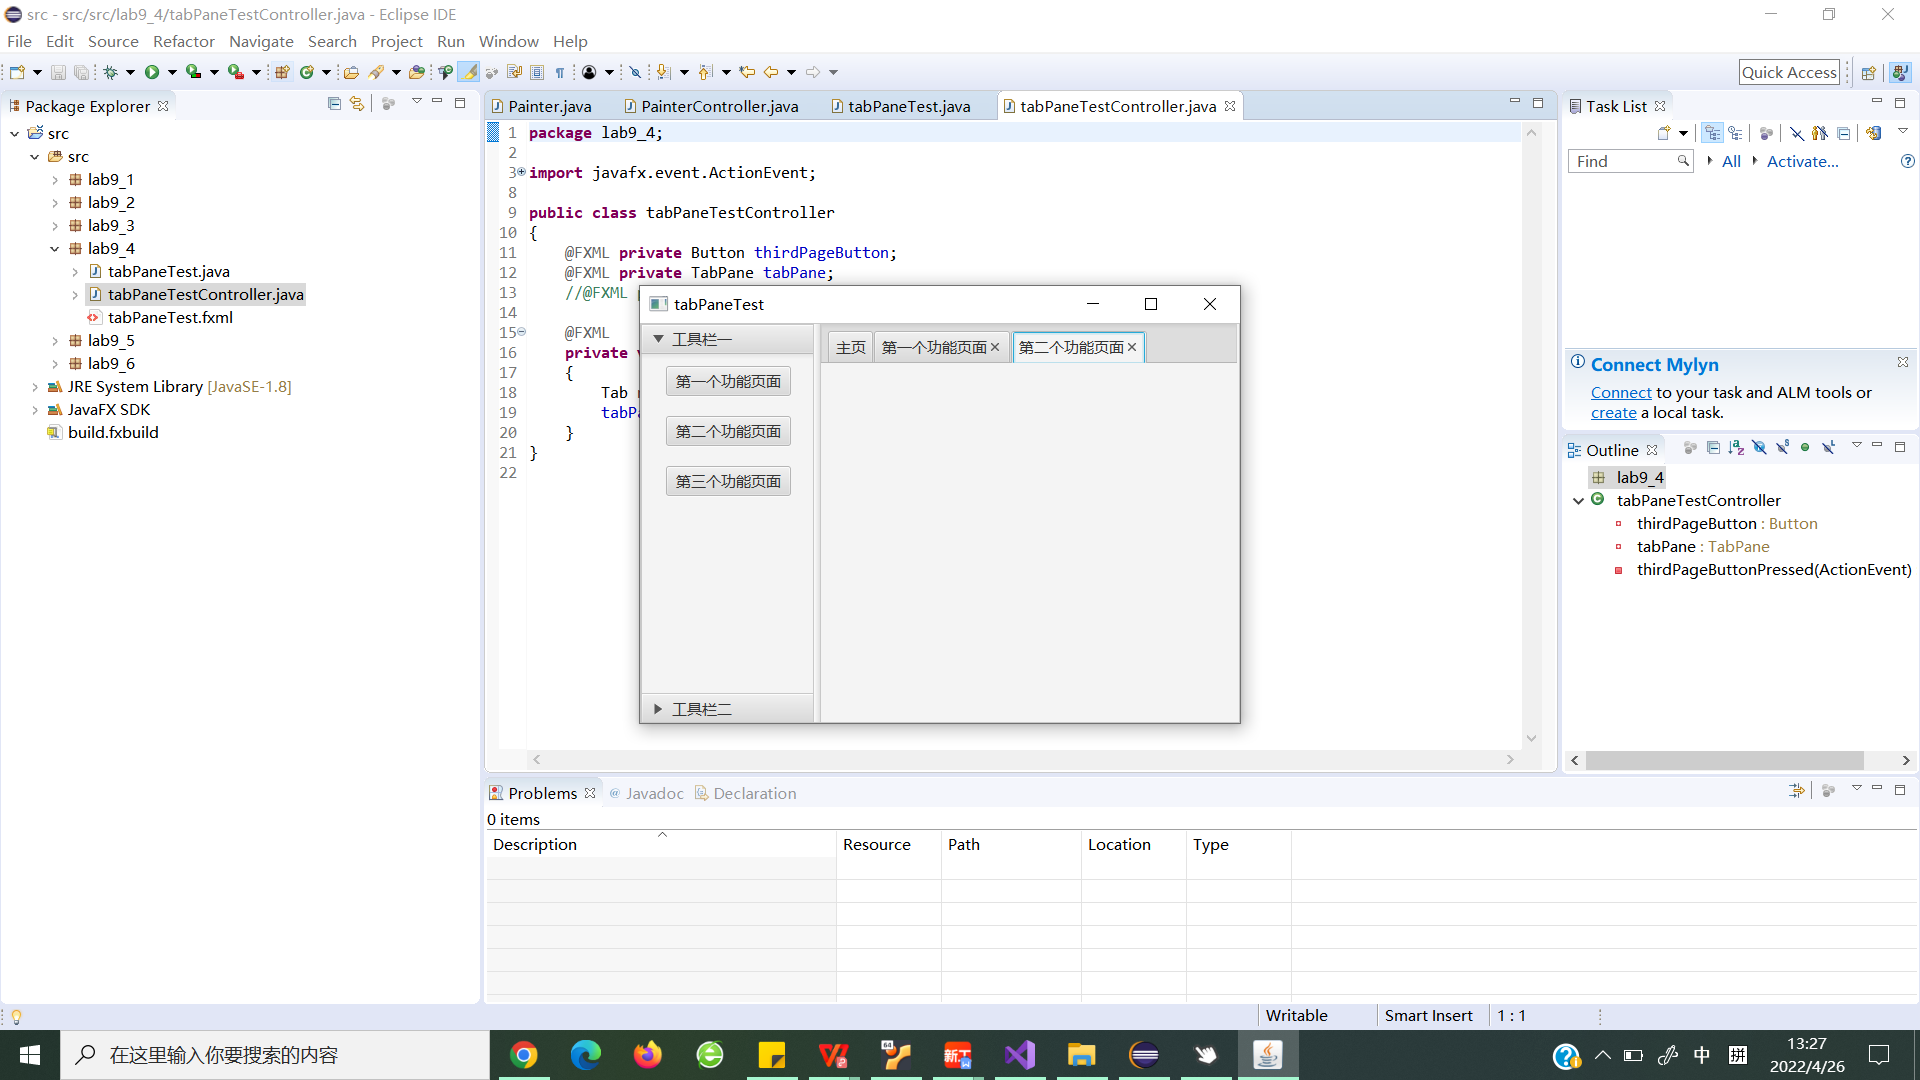 src - src/src/lab9_4/tabPaneTestController.java - Eclipse IDE
File Edit Source Refactor Navigate Search Project Run Window Help
Quick Access
Package Explorer
src
src
lab9_1
lab9_2
lab9_3
lab9_4
tabPaneTest.java
tabPaneTestController.java
tabPaneTest.fxml
lab9_5
lab9_6
JRE System Library [JavaSE-1.8]
JavaFX SDK
build.fxbuild
Painter.java PainterController.java tabPaneTest.java tabPaneTestController.java
1 package lab9_4;
2
3 import javafx.event.ActionEvent;
8
9 public class tabPaneTestController
10 {
11 @FXML private Button thirdPageButton;
12 @FXML private TabPane tabPane;
13 //@FXML
14
15 @FXML
16 private
17 {
18 Tab
19 tabPa
20 }
21 }
22
tabPaneTest
工具栏一
第一个功能页面
第二个功能页面
第三个功能页面
工具栏二
主页 第一个功能页面 第二个功能页面
Task List
Find All Activate...
Connect Mylyn
Connect to your task and ALM tools or
create a local task.
Outline
lab9_4
tabPaneTestController
thirdPageButton : Button
tabPane : TabPane
thirdPageButtonPressed(ActionEvent)
Problems Javadoc Declaration
0 items
Description Resource Path Location Type
Writable Smart Insert 1 : 1
在这里输入你要搜索的内容
64
新工
中 拼
13:27
2022/4/26